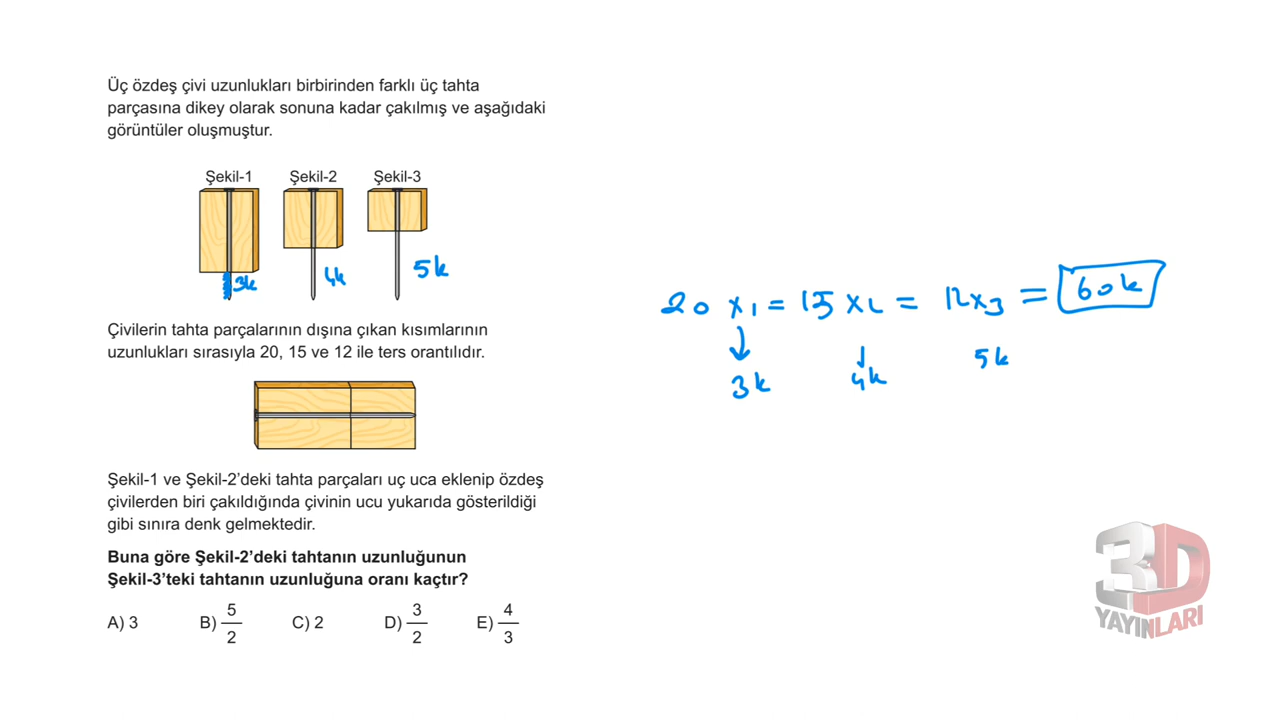 Üç özdeş çivi uzunlukları birbirinden farklı üç tahta
parçasına dikey olarak sonuna kadar çakılmış ve aşağıdaki
görüntüler oluşmuştur.
Şekil-1 Şekil-2 Şekil-3
3k 4k 5k
Çivilerin tahta parçalarının dışına çıkan kısımlarının
uzunlukları sırasıyla 20, 15 ve 12 ile ters orantılıdır.
Şekil-1 ve Şekil-2'deki tahta parçaları uç uca eklenip özdeş
çivilerden biri çakıldığında çivinin ucu yukarıda gösterildiği
gibi sınıra denk gelmektedir.
Buna göre Şekil-2'deki tahtanın uzunluğunun
Şekil-3'teki tahtanın uzunluğuna oranı kaçtır?
A) 3 B) 5/2 C) 2 D) 3/2 E) 4/3
20 x1 = 15 x2 = 12x3 = 60k
3k 4k 5k
3D
YAYINLARI